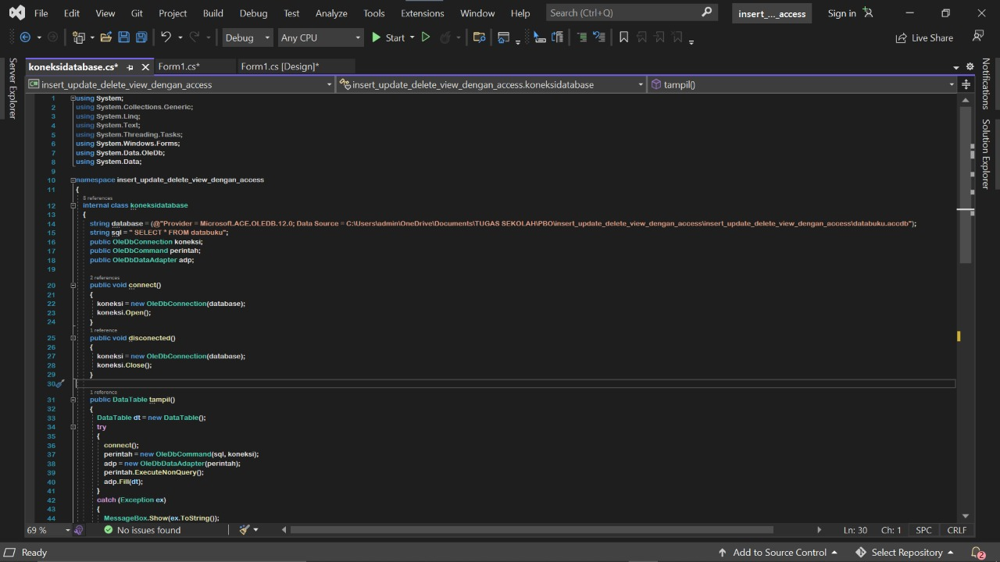 File Edit View Git Project Build Debug Test Analyze Tools Extensions Window Help Search (Ctrl+Q) insert_..._access Sign in
Debug Any CPU Start Live Share
Server Explorer
koneksidatabase.cs* Form1.cs* Form1.cs [Design]*
insert_update_delete_view_dengan_access insert_update_delete_view_dengan_access.koneksidatabase tampil()
1 using System;
2 using System.Collections.Generic;
3 using System.Linq;
4 using System.Text;
5 using System.Threading.Tasks;
6 using System.Windows.Forms;
7 using System.Data.OleDb;
8 using System.Data;
9
10 namespace insert_update_delete_view_dengan_access
11 {
8 references
12 internal class koneksidatabase
13 {
14 string database = (@"Provider = Microsoft.ACE.OLEDB.12.0; Data Source = C:\Users\admin\OneDrive\Documents\TUGAS SEKOLAH\PBO\insert_update_delete_view_dengan_access\insert_update_delete_view_dengan_access\databuku.accdb");
15 string sql = " SELECT * FROM databuku";
16 public OleDbConnection koneksi;
17 public OleDbCommand perintah;
18 public OleDbDataAdapter adp;
19
2 references
20 public void connect()
21 {
22 koneksi = new OleDbConnection(database);
23 koneksi.Open();
24 }
1 reference
25 public void disconected()
26 {
27 koneksi = new OleDbConnection(database);
28 koneksi.Close();
29 }
30
1 reference
31 public DataTable tampil()
32 {
33 DataTable dt = new DataTable();
34 try
35 {
36 connect();
37 perintah = new OleDbCommand(sql, koneksi);
38 adp = new OleDbDataAdapter(perintah);
39 perintah.ExecuteNonQuery();
40 adp.Fill(dt);
41 }
42 catch (Exception ex)
43 {
44 MessageBox.Show(ex.ToString());
Notifications
Solution Explorer
69 % No issues found Ln: 30 Ch: 1 SPC CRLF
Ready Add to Source Control Select Repository 2